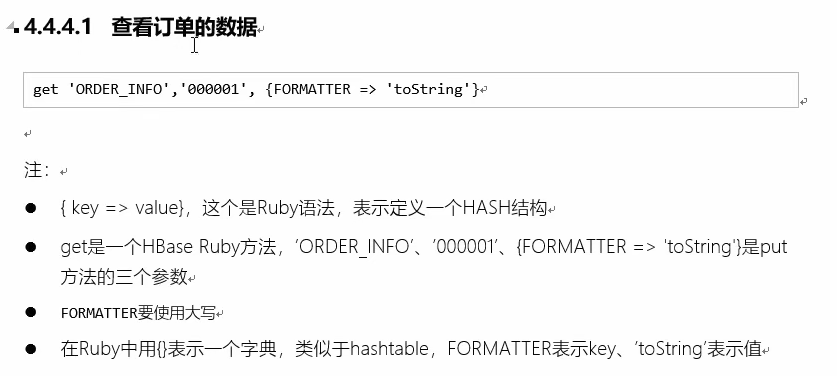 4.4.4.1 查看订单的数据
get 'ORDER_INFO','000001', {FORMATTER => 'toString'}
注：
● { key => value}，这个是Ruby语法，表示定义一个HASH结构
● get是一个HBase Ruby方法，’ORDER_INFO’、’000001’、{FORMATTER => 'toString'}是put
方法的三个参数
● FORMATTER要使用大写
● 在Ruby中用{}表示一个字典，类似于hashtable，FORMATTER表示key、’toString’表示值